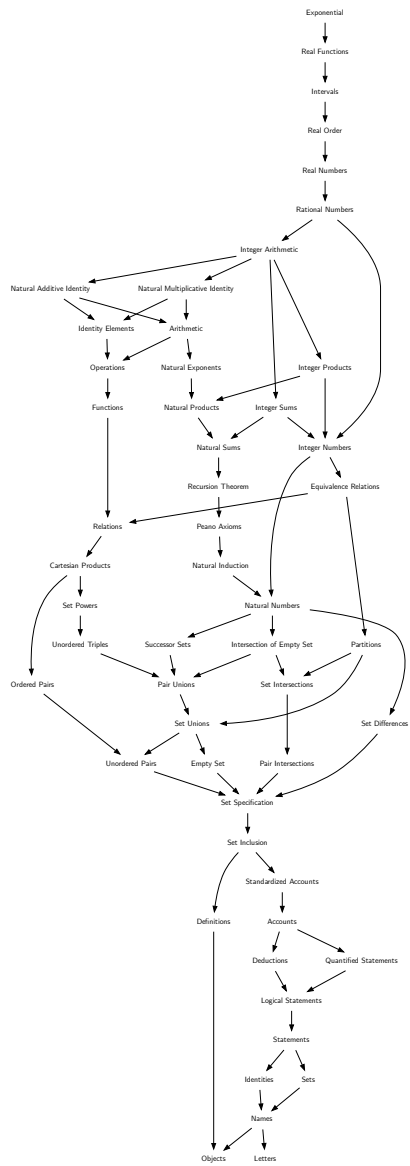 Exponential
Real Functions
Intervals
Real Order
Real Numbers
Rational Numbers
Integer Arithmetic
Natural Additive Identity
Natural Multiplicative Identity
Identity Elements
Arithmetic
Operations
Natural Exponents
Integer Products
Functions
Natural Products
Integer Sums
Natural Sums
Integer Numbers
Recursion Theorem
Equivalence Relations
Relations
Peano Axioms
Cartesian Products
Natural Induction
Set Powers
Natural Numbers
Unordered Triples
Successor Sets
Intersection of Empty Set
Partitions
Ordered Pairs
Pair Unions
Set Intersections
Set Unions
Set Differences
Unordered Pairs
Empty Set
Pair Intersections
Set Specification
Set Inclusion
Standardized Accounts
Definitions
Accounts
Deductions
Quantified Statements
Logical Statements
Statements
Identities
Sets
Names
Objects
Letters